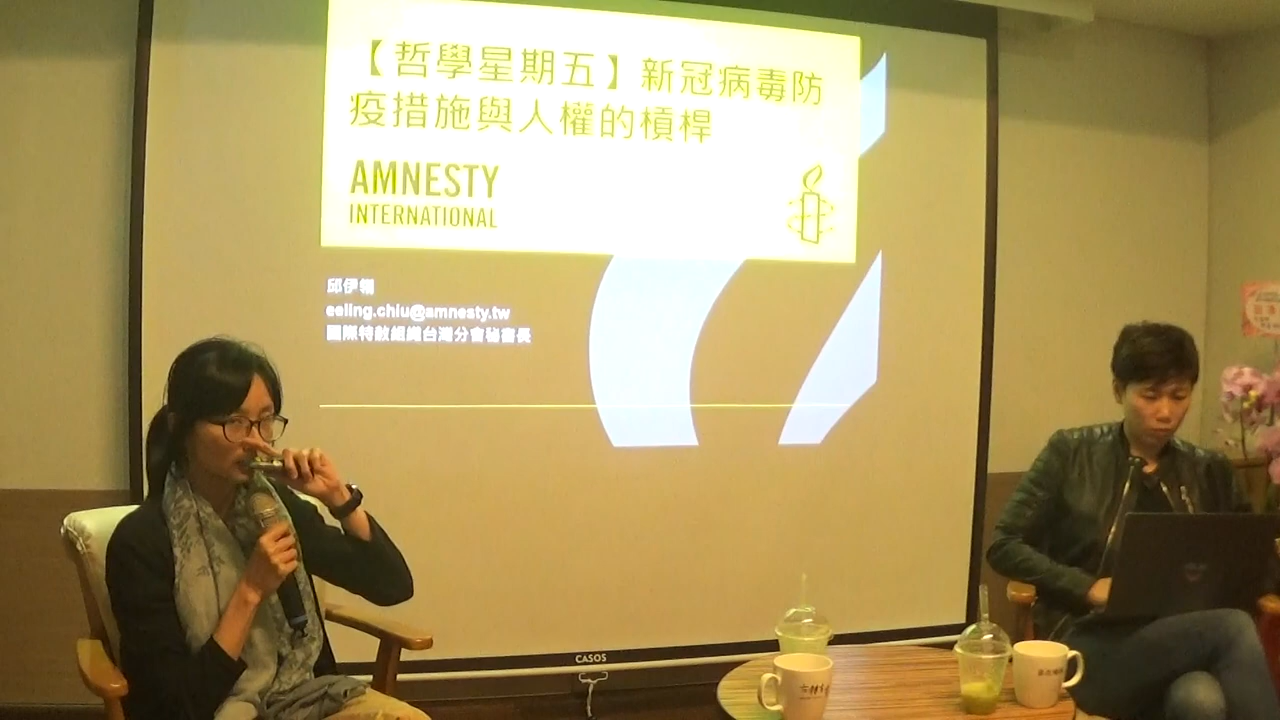 【哲學星期五】新冠病毒防
疫措施與人權的槓桿
AMNESTY
INTERNATIONAL
邱伊翎
eeling.chiu@amnesty.tw
國際特赦組織台灣分會秘書長
CASOS